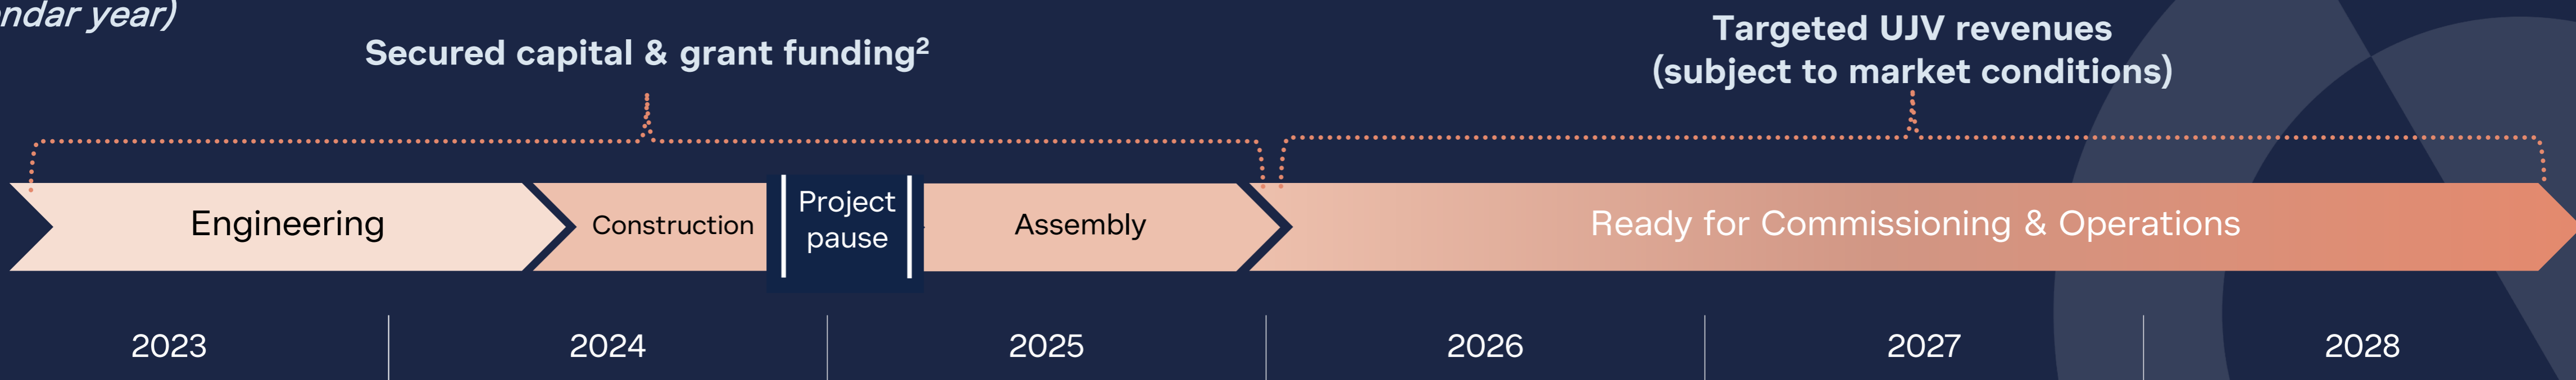 year)
Secured capital & grant funding²
Targeted UJV revenues
(subject to market conditions)
Engineering
Construction
Project
pause
Assembly
Ready for Commissioning & Operations
2023
2024
2025
2026
2027
2028